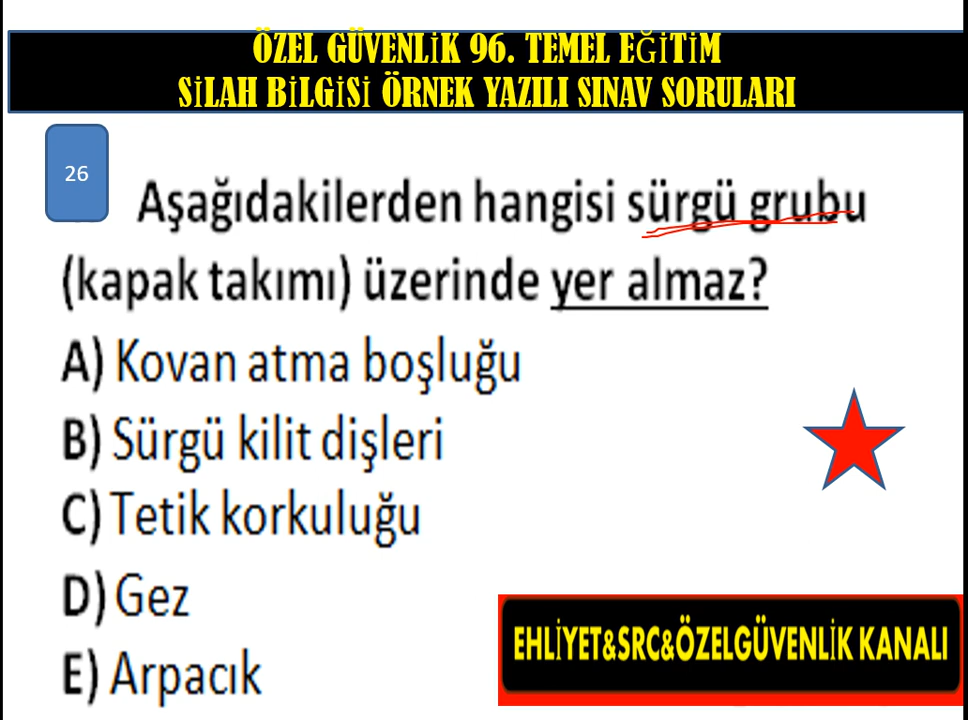 ÖZEL GÜVENLİK 96. TEMEL EĞİTİM
SİLAH BİLGİSİ ÖRNEK YAZILI SINAV SORULARI
26
Aşağıdakilerden hangisi sürgü grubu
(kapak takımı) üzerinde yer almaz?
A) Kovan atma boşluğu
B) Sürgü kilit dişleri
C) Tetik korkuluğu
D) Gez
E) Arpacık
EHLİYET&SRC&ÖZELGÜVENLİK KANALI